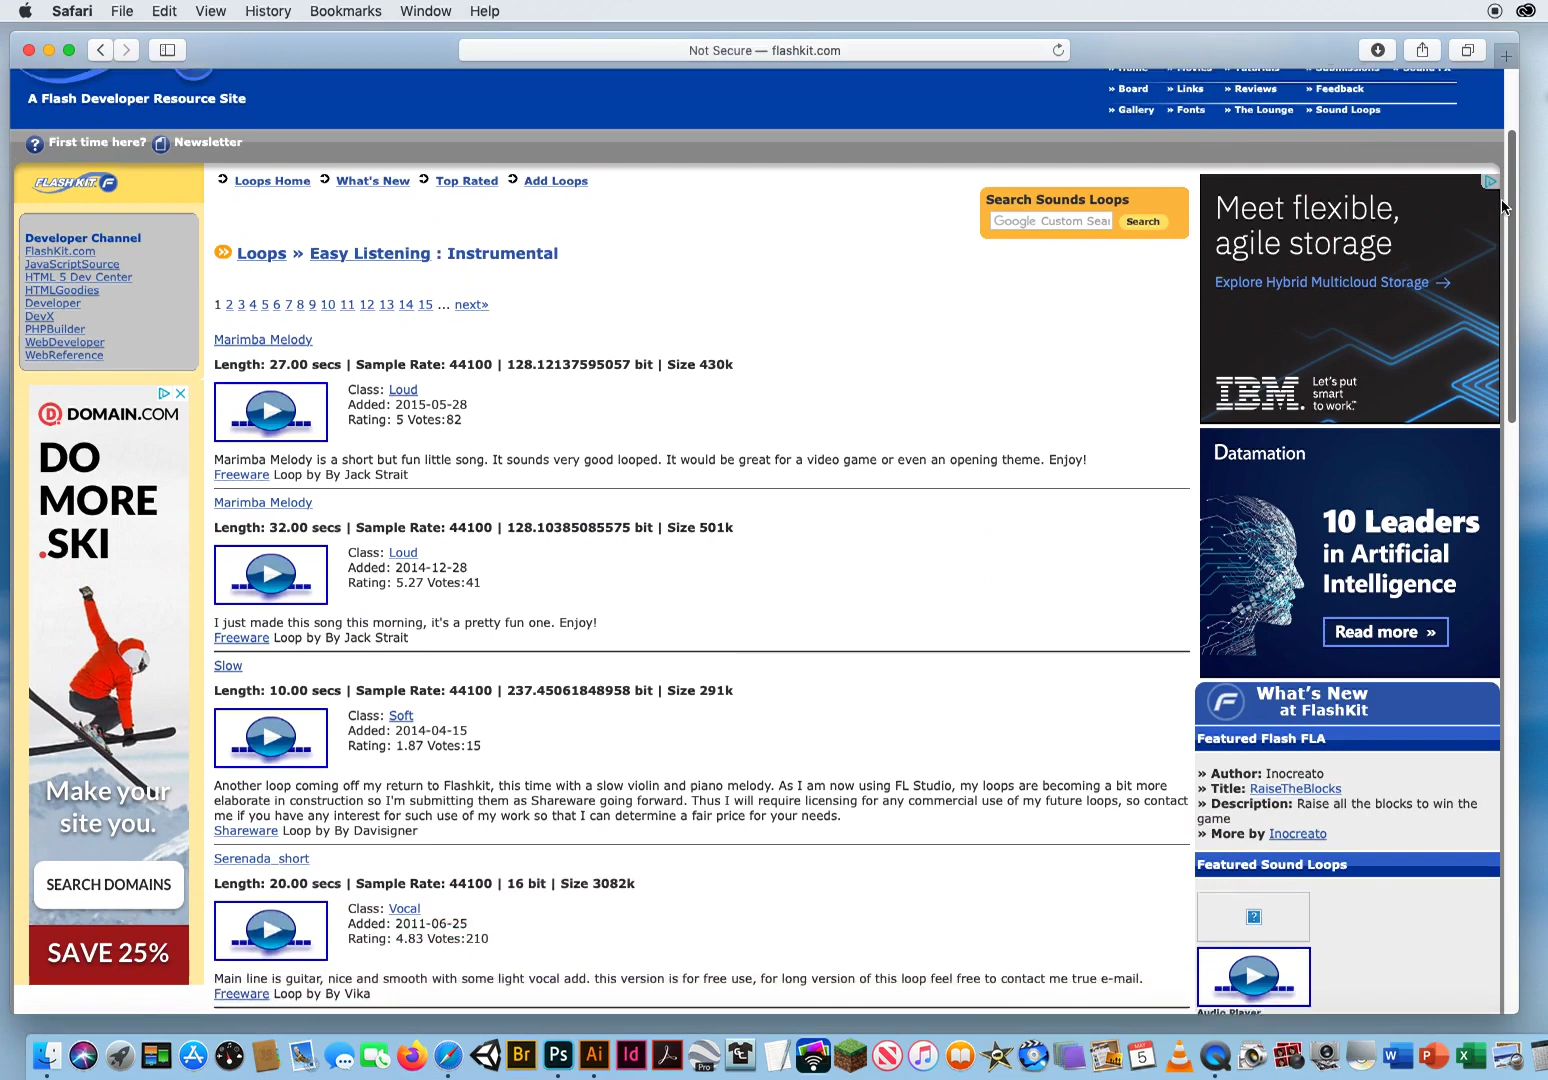 Safari File Edit View History Bookmarks Window Help
Not Secure — flashkit.com
A Flash Developer Resource Site
» Board » Links » Reviews » Feedback
» Gallery » Fonts » The Lounge » Sound Loops
First time here? Newsletter
FLASH KIT
Loops Home What's New Top Rated Add Loops
Search Sounds Loops
Google Custom Sear Search
Developer Channel
FlashKit.com
JavaScriptSource
HTML 5 Dev Center
HTMLGoodies
Developer
DevX
PHPBuilder
WebDeveloper
WebReference
Loops » Easy Listening : Instrumental
1 2 3 4 5 6 7 8 9 10 11 12 13 14 15 ... next»
Marimba Melody
Length: 27.00 secs | Sample Rate: 44100 | 128.12137595057 bit | Size 430k
Class: Loud
Added: 2015-05-28
Rating: 5 Votes:82
Marimba Melody is a short but fun little song. It sounds very good looped. It would be great for a video game or even an opening theme. Enjoy!
Freeware Loop by By Jack Strait
Marimba Melody
Length: 32.00 secs | Sample Rate: 44100 | 128.10385085575 bit | Size 501k
Class: Loud
Added: 2014-12-28
Rating: 5.27 Votes:41
I just made this song this morning, it's a pretty fun one. Enjoy!
Freeware Loop by By Jack Strait
Slow
Length: 10.00 secs | Sample Rate: 44100 | 237.45061848958 bit | Size 291k
Class: Soft
Added: 2014-04-15
Rating: 1.87 Votes:15
Another loop coming off my return to Flashkit, this time with a slow violin and piano melody. As I am now using FL Studio, my loops are becoming a bit more
elaborate in construction so I'm submitting them as Shareware going forward. Thus I will require licensing for any commercial use of my future loops, so contact
me if you have any interest for such use of my work so that I can determine a fair price for your needs.
Shareware Loop by By Davisigner
Serenada short
Length: 20.00 secs | Sample Rate: 44100 | 16 bit | Size 3082k
Class: Vocal
Added: 2011-06-25
Rating: 4.83 Votes:210
Main line is guitar, nice and smooth with some light vocal add. this version is for free use, for long version of this loop feel free to contact me true e-mail.
Freeware Loop by By Vika
DOMAIN.COM
DO
MORE
.SKI
Make your
site you.
SEARCH DOMAINS
SAVE 25%
Meet flexible,
agile storage
Explore Hybrid Multicloud Storage →
IBM. Let's put
smart
to work.
Datamation
10 Leaders
in Artificial
Intelligence
Read more »
What's New
at FlashKit
Featured Flash FLA
» Author: Inocreato
» Title: RaiseTheBlocks
» Description: Raise all the blocks to win the
game
» More by Inocreato
Featured Sound Loops
Audio Player
Br Ps Ai Id Pro MAY 5 W P X